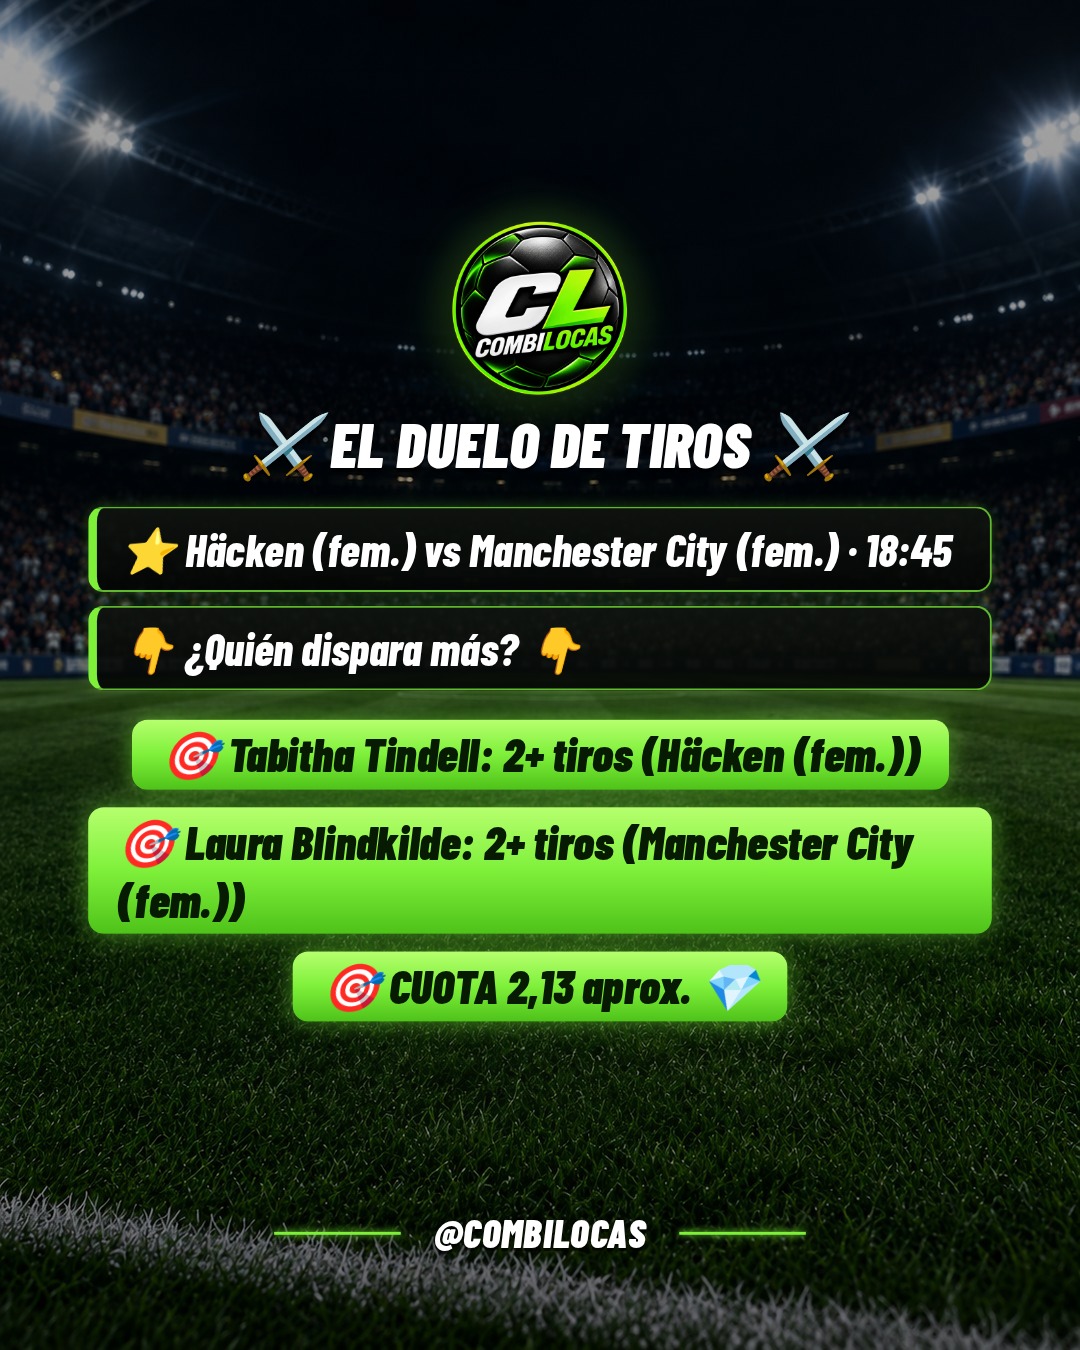 CL
COMBILOCAS
⚔️ EL DUELO DE TIROS ⚔️
⭐ Häcken (fem.) vs Manchester City (fem.) · 18:45
👇 ¿Quién dispara más? 👇
🎯 Tabitha Tindell: 2+ tiros (Häcken (fem.))
🎯 Laura Blindkilde: 2+ tiros (Manchester City
(fem.))
🎯 CUOTA 2,13 aprox. 💎
@COMBILOCAS